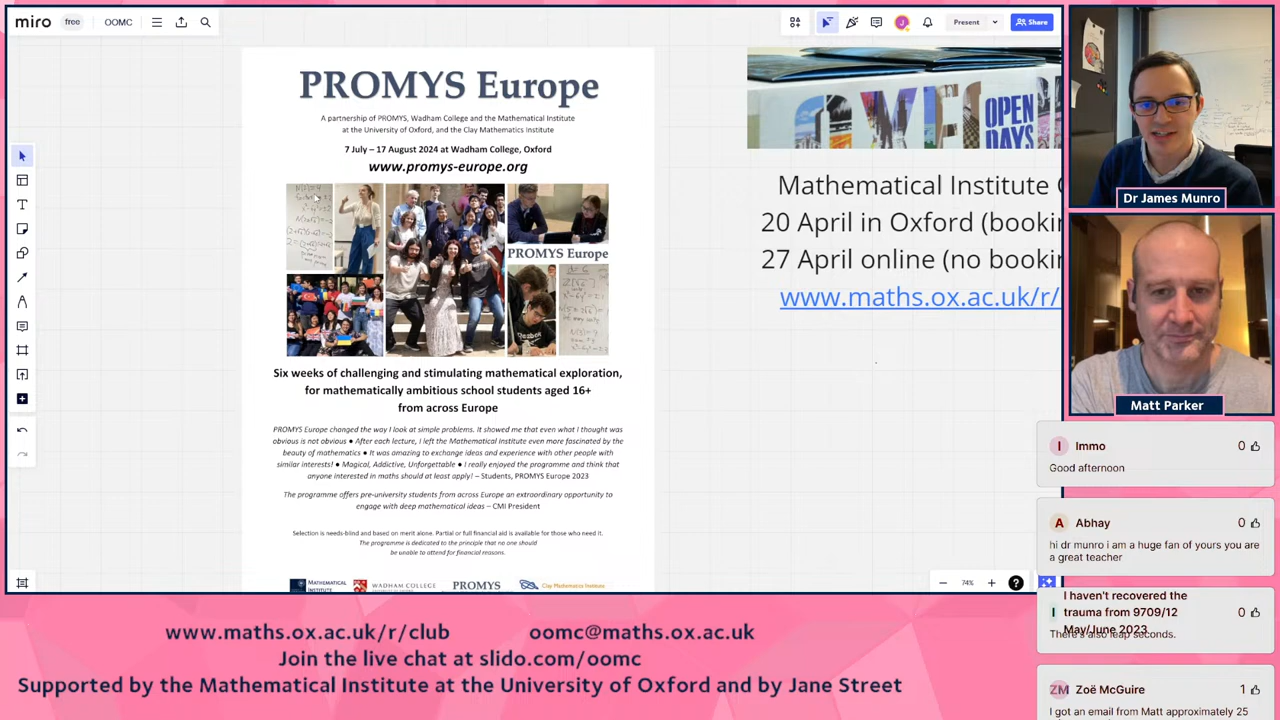 miro
free
OOMC
Present
Share
PROMYS Europe
A partnership of PROMYS, Wadham College and the Mathematical Institute
at the University of Oxford, and the Clay Mathematics Institute
7 July – 17 August 2024 at Wadham College, Oxford
www.promys-europe.org
PROMYS Europe
Six weeks of challenging and stimulating mathematical exploration,
for mathematically ambitious school students aged 16+
from across Europe
PROMYS Europe changed the way I look at simple problems. It showed me that even what I thought was
obvious is not obvious ● After each lecture, I left the Mathematical Institute even more fascinated by the
beauty of mathematics ● It was amazing to exchange ideas and experience with other people with
similar interests! ● Magical, Addictive, Unforgettable ● I really enjoyed the programme and think that
anyone interested in maths should at least apply! – Students, PROMYS Europe 2023
The programme offers pre-university students from across Europe an extraordinary opportunity to
engage with deep mathematical ideas – CMI President
Selection is needs-blind and based on merit alone. Partial or full financial aid is available for those who need it.
The programme is dedicated to the principle that no one should
be unable to attend for financial reasons.
MATHEMATICAL
INSTITUTE
WADHAM COLLEGE
PROMYS
Clay Mathematics Institute
OPEN
DAYS
Mathematical Institute
20 April in Oxford (bookin
27 April online (no bookin
www.maths.ox.ac.uk/r/
74%
Dr James Munro
Matt Parker
I
Immo
0
Good afternoon
A
Abhay
0
hi dr munro i am a huge fan of yours you are
a great teacher
I
I haven't recovered the
trauma from 9709/12
May/June 2023
0
There's also leap seconds.
ZM
Zoë McGuire
1
I got an email from Matt approximately 25
www.maths.ox.ac.uk/r/club
oomc@maths.ox.ac.uk
Join the live chat at slido.com/oomc
Supported by the Mathematical Institute at the University of Oxford and by Jane Street